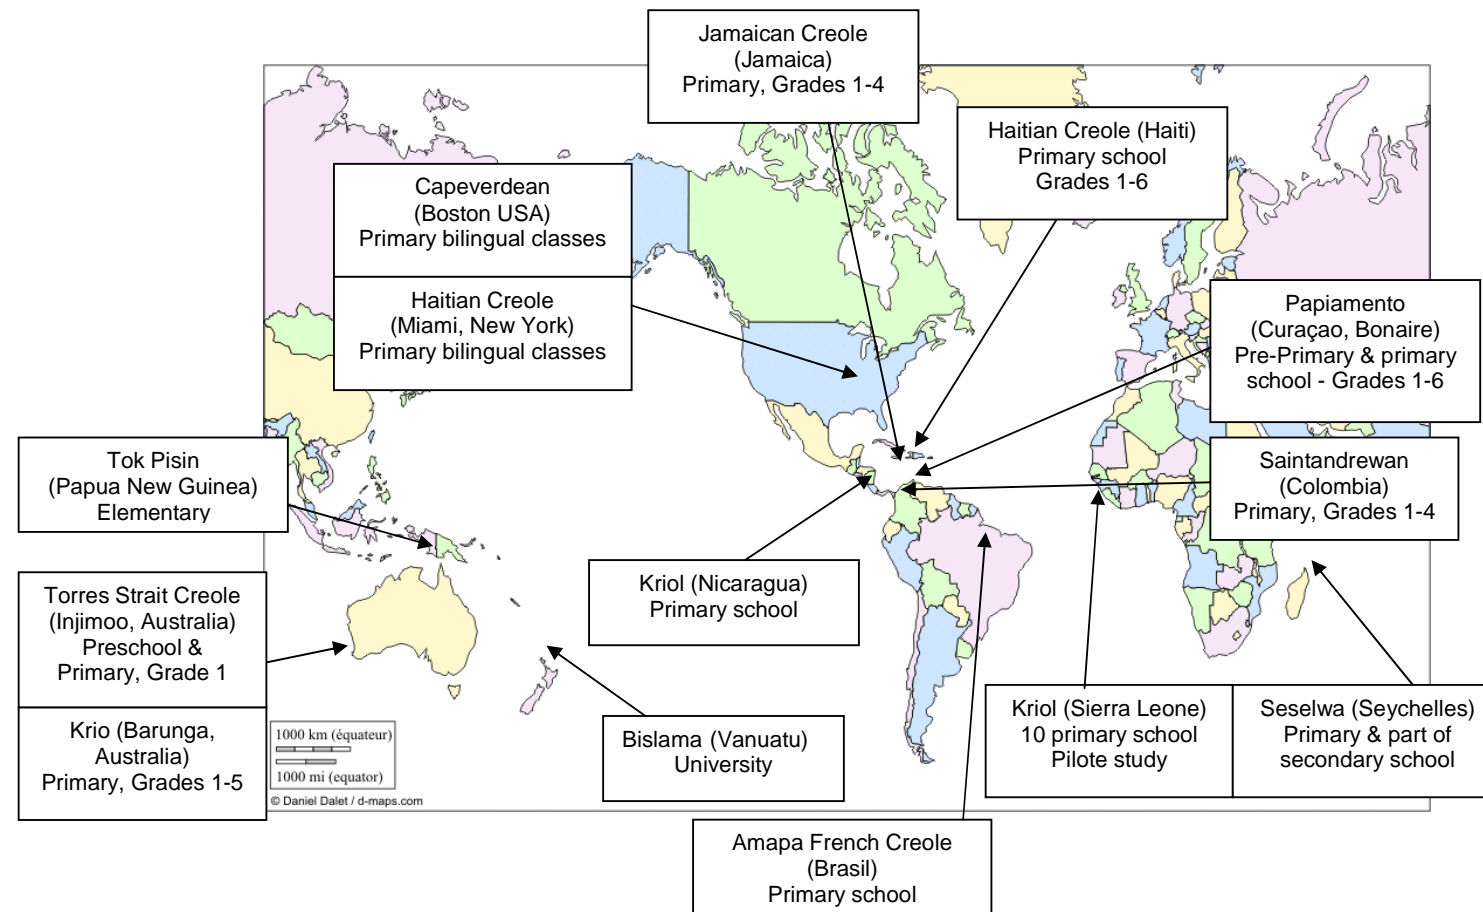 Jamaican Creole
(Jamaica)
Primary, Grades 1-4
Haitian Creole (Haiti)
Primary school
Grades 1-6
Capeverdean
(Boston USA)
Primary bilingual classes
Haitian Creole
(Miami, New York)
Primary bilingual classes
Papiamento
(Curaçao, Bonaire)
Pre-Primary & primary
school - Grades 1-6
Tok Pisin
(Papua New Guinea)
Elementary
Saintandrewan
(Colombia)
Primary, Grades 1-4
Torres Strait Creole
(Injimoo, Australia)
Preschool &
Primary, Grade 1
Kriol (Nicaragua)
Primary school
Krio (Barunga,
Australia)
Primary, Grades 1-5
Bislama (Vanuatu)
University
Kriol (Sierra Leone)
10 primary school
Pilote study
Seselwa (Seychelles)
Primary & part of
secondary school
1000 km (équateur)
1000 mi (equator)
© Daniel Dalet / d-maps.com
Amapa French Creole
(Brasil)
Primary school